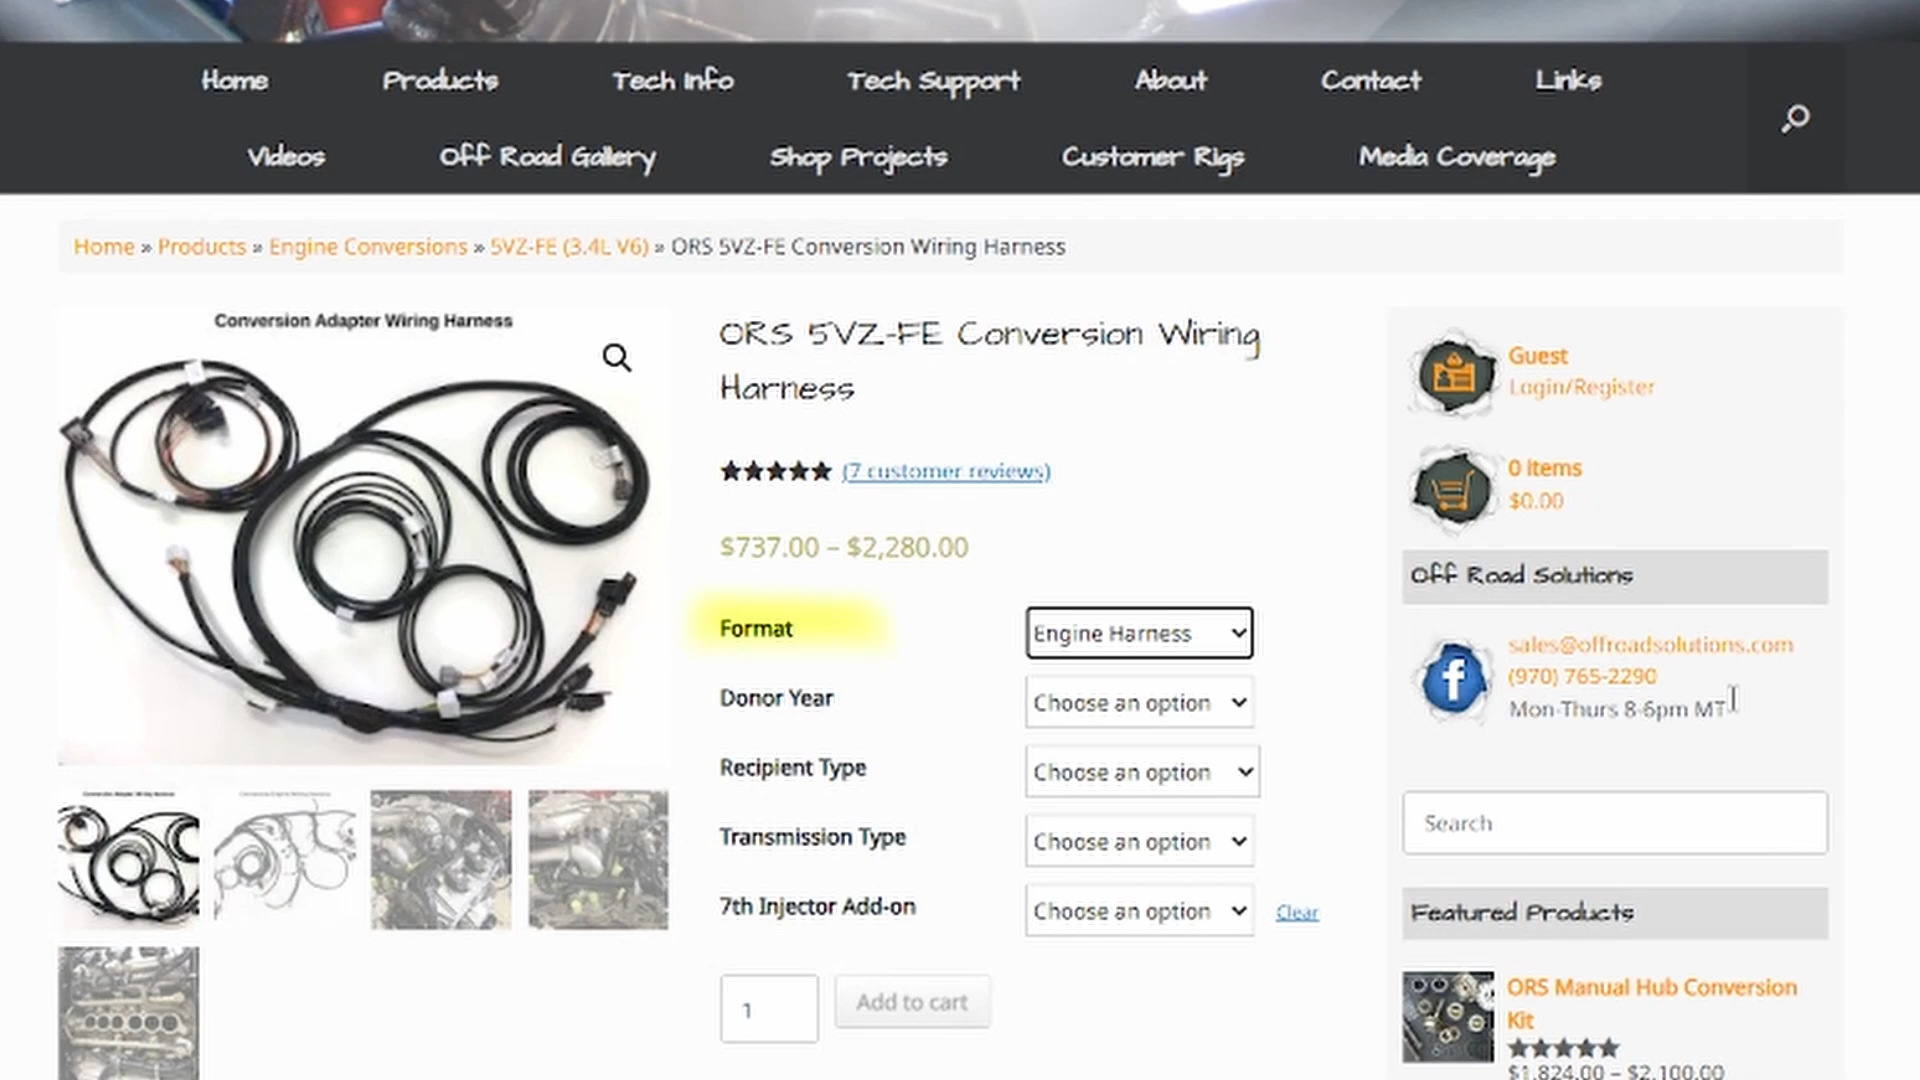 Home Products Tech Info Tech Support About Contact Links
Videos Off Road Gallery Shop Projects Customer Rigs Media Coverage
Home » Products » Engine Conversions » 5VZ-FE (3.4L V6) » ORS 5VZ-FE Conversion Wiring Harness
Conversion Adapter Wiring Harness
ORS 5VZ-FE Conversion Wiring
Harness
(7 customer reviews)
$737.00 – $2,280.00
Format Engine Harness
Donor Year Choose an option
Recipient Type Choose an option
Transmission Type Choose an option
7th Injector Add-on Choose an option Clear
1 Add to cart
Guest
Login/Register
0 Items
$0.00
Off Road Solutions
sales@offroadsolutions.com
(970) 765-2290
Mon-Thurs 8-6pm MT
Search
Featured Products
ORS Manual Hub Conversion
Kit
$1,824.00 – $2,100.00